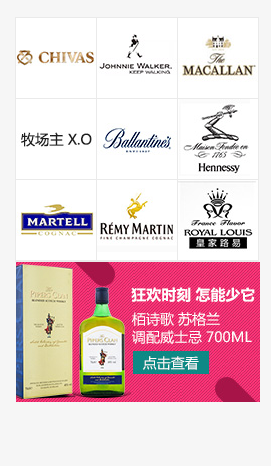 CHIVAS
JOHNNIE WALKER.
KEEP WALKING.
THE
MACALLAN
牧场主 X.O
Ballantine's
Maison Fondée en
1765
Hennessy
MARTELL
COGNAC
RÉMY MARTIN
FINE CHAMPAGNE COGNAC
France Flavor
ROYAL LOUIS
皇家路易
狂欢时刻 怎能少它
PIPERS CLAN
栢诗歌 苏格兰
调配威士忌 700ML
点击查看